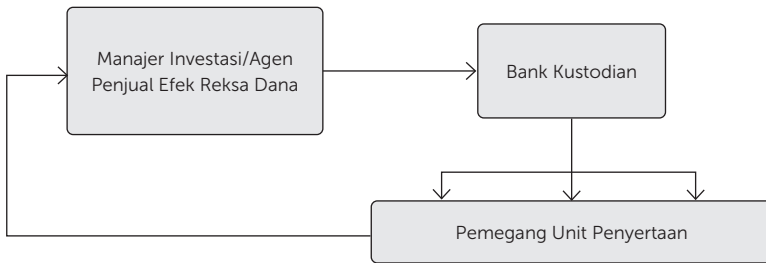 Manajer Investasi/Agen
Penjual Efek Reksa Dana
Bank Kustodian
Pemegang Unit Penyertaan